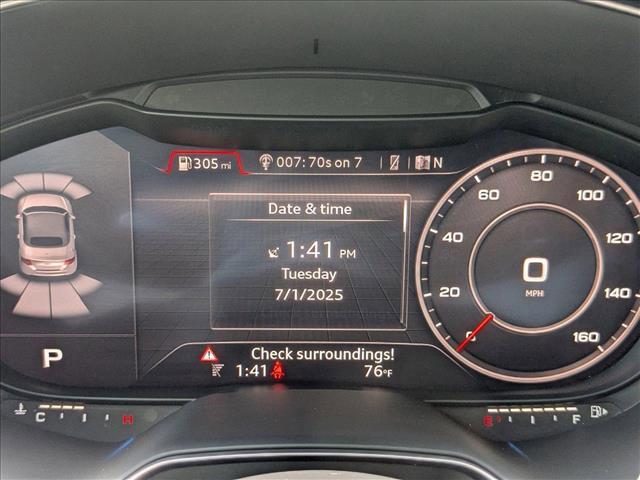 305 mi 007: 70s on 7 N
Date & time
1:41 PM
Tuesday
7/1/2025
Check surroundings!
1:41 76°F
P
0 20 40 60 80 100 120 140 160
0
MPH
C H
E F